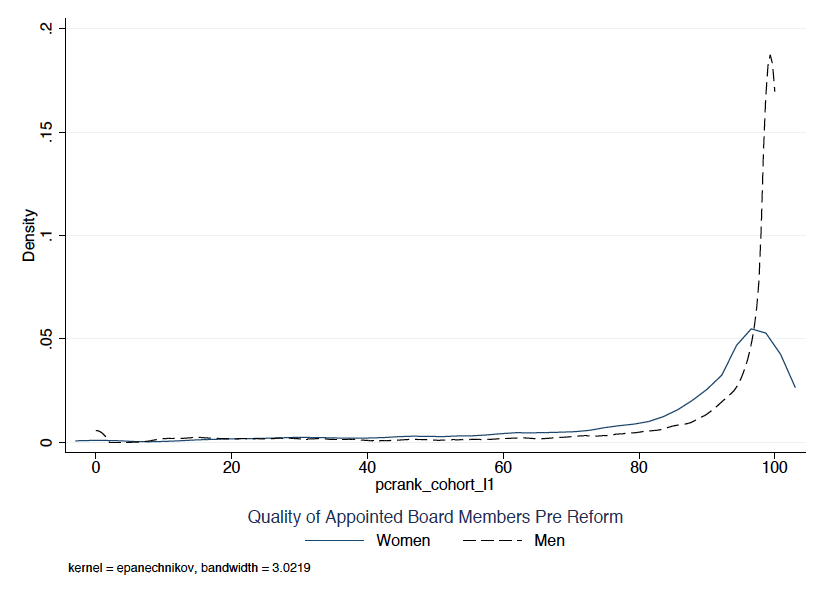 .2
.15
.1
.05
0
Density
0 20 40 60 80 100
pcrank_cohort_l1
Quality of Appointed Board Members Pre Reform
Women Men
kernel = epanechnikov, bandwidth = 3.0219